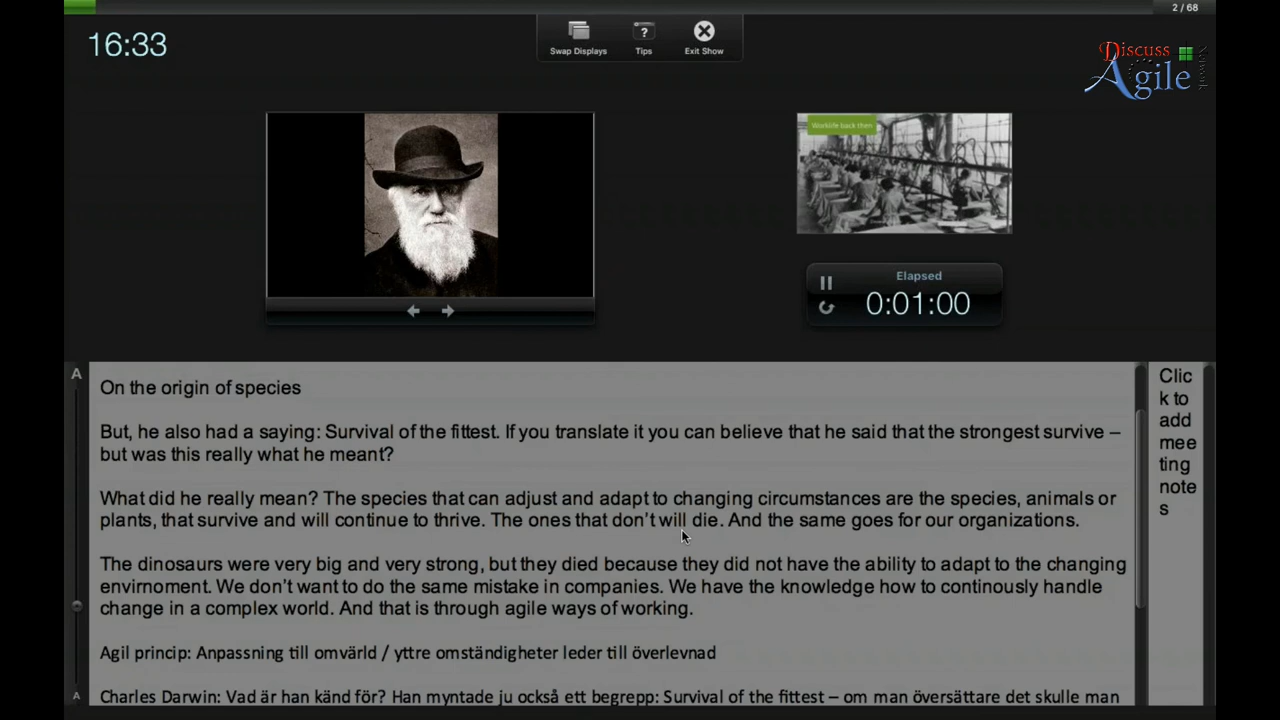 2 / 68
16:33
Swap Displays
Tips
Exit Show
Discuss
Agile
Worklife back then
Elapsed
0:01:00
A
On the origin of species
But, he also had a saying: Survival of the fittest. If you translate it you can believe that he said that the strongest survive –
but was this really what he meant?
What did he really mean? The species that can adjust and adapt to changing circumstances are the species, animals or
plants, that survive and will continue to thrive. The ones that don't will die. And the same goes for our organizations.
The dinosaurs were very big and very strong, but they died because they did not have the ability to adapt to the changing
envirnoment. We don't want to do the same mistake in companies. We have the knowledge how to continously handle
change in a complex world. And that is through agile ways of working.
Agil princip: Anpassning till omvärld / yttre omständigheter leder till överlevnad
Charles Darwin: Vad är han känd för? Han myntade ju också ett begrepp: Survival of the fittest – om man översättare det skulle man
A
Clic
k to
add
mee
ting
note
s